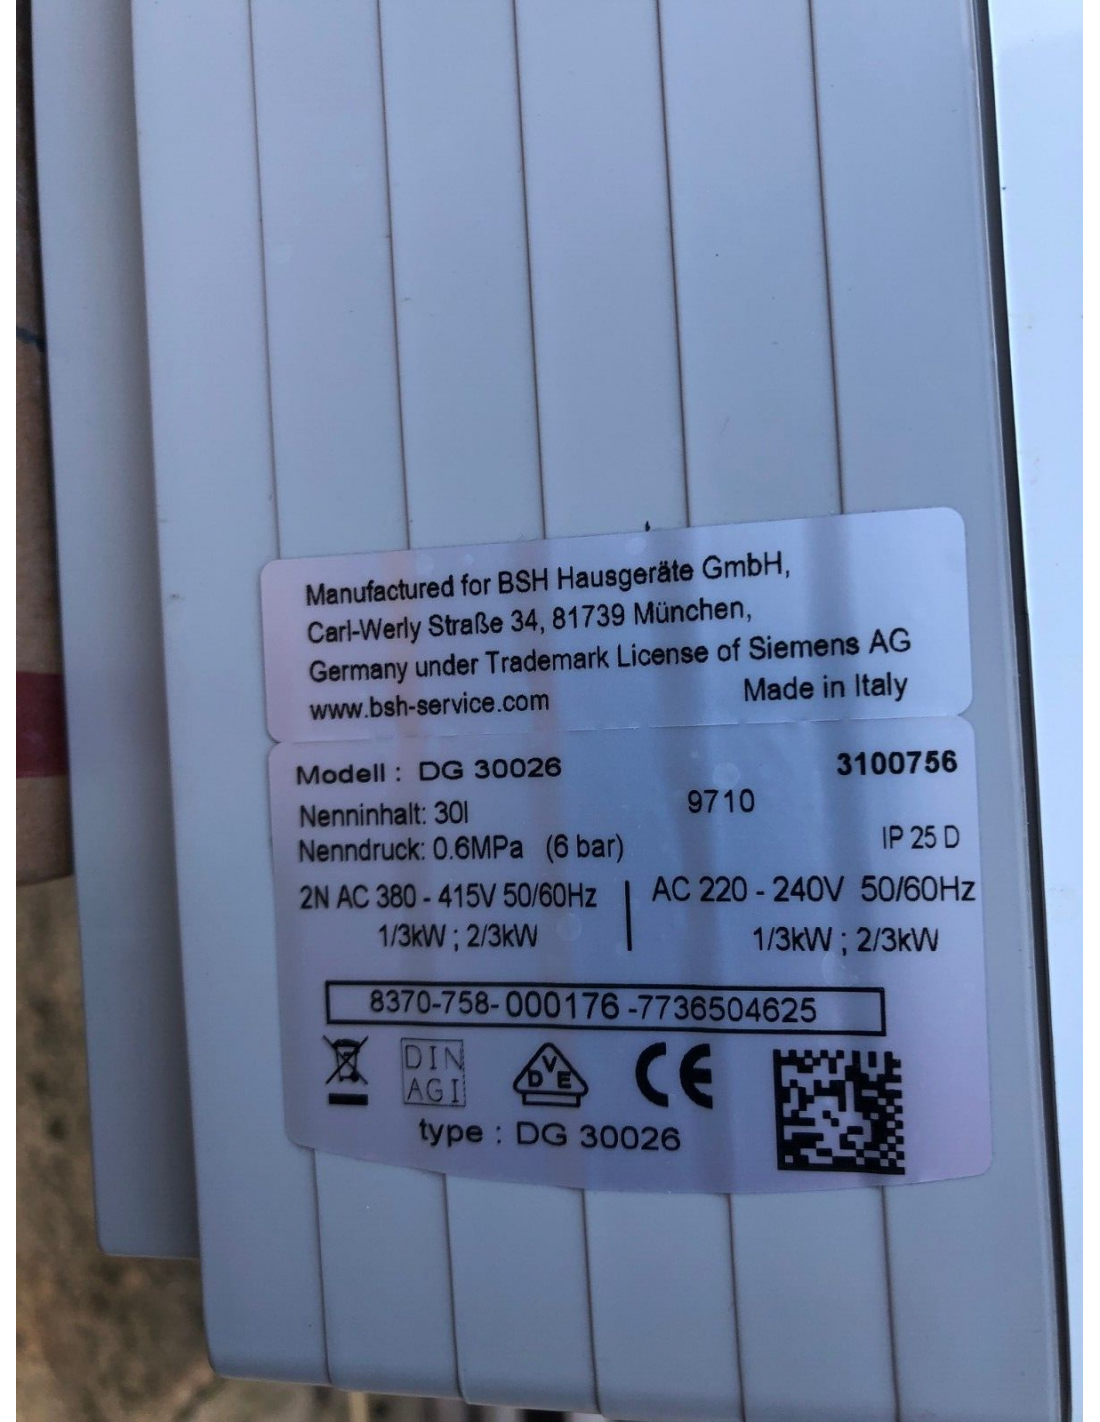 Manufactured for BSH Hausgeräte GmbH,
Carl-Werly Straße 34, 81739 München,
Germany under Trademark License of Siemens AG
www.bsh-service.com Made in Italy
Modell : DG 30026 3100756
Nenninhalt: 30l 9710
Nenndruck: 0.6MPa (6 bar) IP 25 D
2N AC 380 - 415V 50/60Hz AC 220 - 240V 50/60Hz
1/3kW ; 2/3kW 1/3kW ; 2/3kW
8370-758-000176-7736504625
DIN
AGI
VDE
CE
type : DG 30026